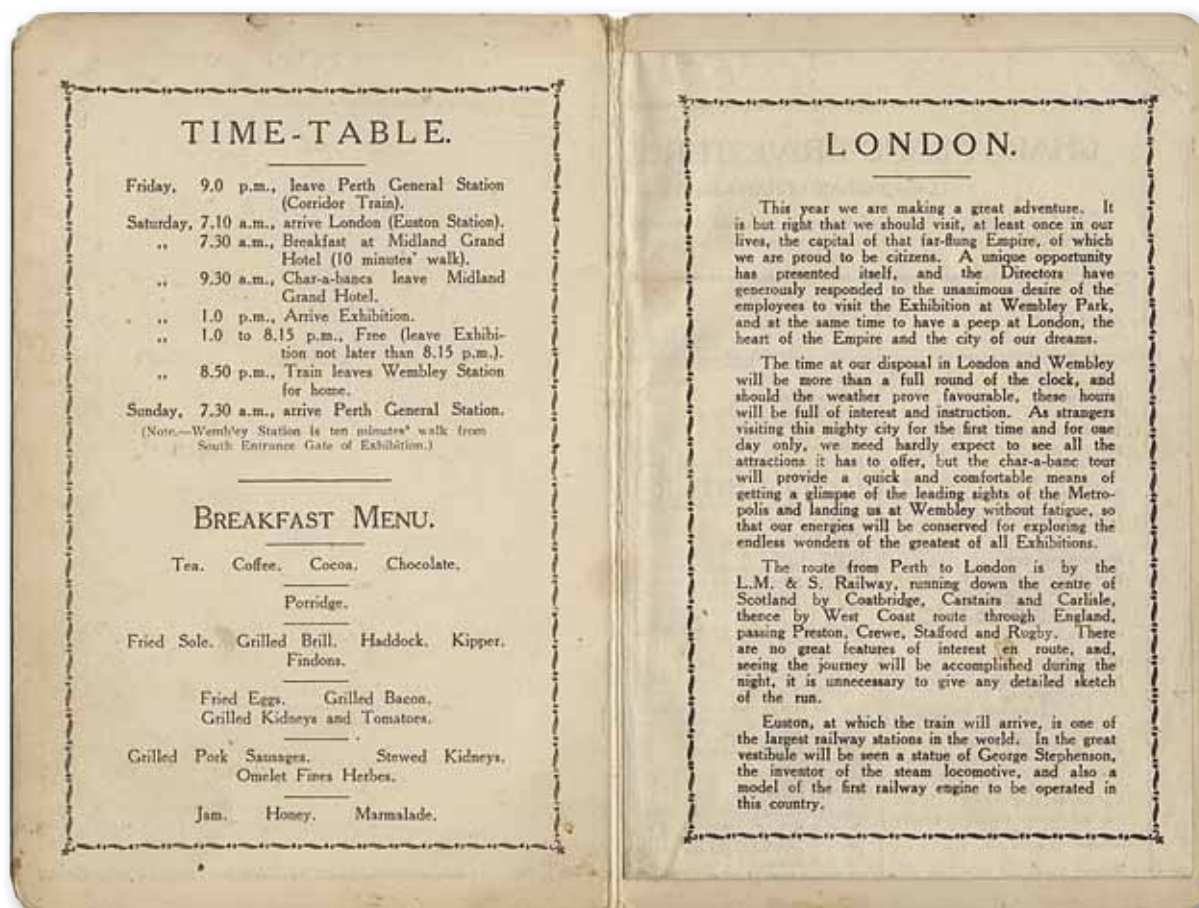 TIME-TABLE.
Friday, 9.0 p.m., leave Perth General Station
(Corridor Train).
Saturday, 7.10 a.m., arrive London (Euston Station).
„ 7.30 a.m., Breakfast at Midland Grand
Hotel (10 minutes' walk).
„ 9.30 a.m., Char-a-bancs leave Midland
Grand Hotel.
„ 1.0 p.m., Arrive Exhibition.
„ 1.0 to 8.15 p.m., Free (leave Exhibi-
tion not later than 8.15 p.m.).
„ 8.50 p.m., Train leaves Wembley Station
for home.
Sunday, 7.30 a.m., arrive Perth General Station.
(Note.—Wembley Station is ten minutes' walk from
South Entrance Gate of Exhibition.)
BREAKFAST MENU.
Tea. Coffee. Cocoa. Chocolate.
Porridge.
Fried Sole. Grilled Brill. Haddock. Kipper.
Findons.
Fried Eggs. Grilled Bacon.
Grilled Kidneys and Tomatoes.
Grilled Pork Sausages. Stewed Kidneys.
Omelet Fines Herbes.
Jam. Honey. Marmalade.
LONDON.
This year we are making a great adventure. It
is but right that we should visit, at least once in our
lives, the capital of that far-flung Empire, of which
we are proud to be citizens. A unique opportunity
has presented itself, and the Directors have
generously responded to the unanimous desire of the
employees to visit the Exhibition at Wembley Park,
and at the same time to have a peep at London, the
heart of the Empire and the city of our dreams.
The time at our disposal in London and Wembley
will be more than a full round of the clock, and
should the weather prove favourable, these hours
will be full of interest and instruction. As strangers
visiting this mighty city for the first time and for one
day only, we need hardly expect to see all the
attractions it has to offer, but the char-a-banc tour
will provide a quick and comfortable means of
getting a glimpse of the leading sights of the Metro-
polis and landing us at Wembley without fatigue, so
that our energies will be conserved for exploring the
endless wonders of the greatest of all Exhibitions.
The route from Perth to London is by the
L.M. & S. Railway, running down the centre of
Scotland by Coatbridge, Carstairs and Carlisle,
thence by West Coast route through England,
passing Preston, Crewe, Stafford and Rugby. There
are no great features of interest en route, and,
seeing the journey will be accomplished during the
night, it is unnecessary to give any detailed sketch
of the run.
Euston, at which the train will arrive, is one of
the largest railway stations in the world. In the great
vestibule will be seen a statue of George Stephenson,
the inventor of the steam locomotive, and also a
model of the first railway engine to be operated in
this country.